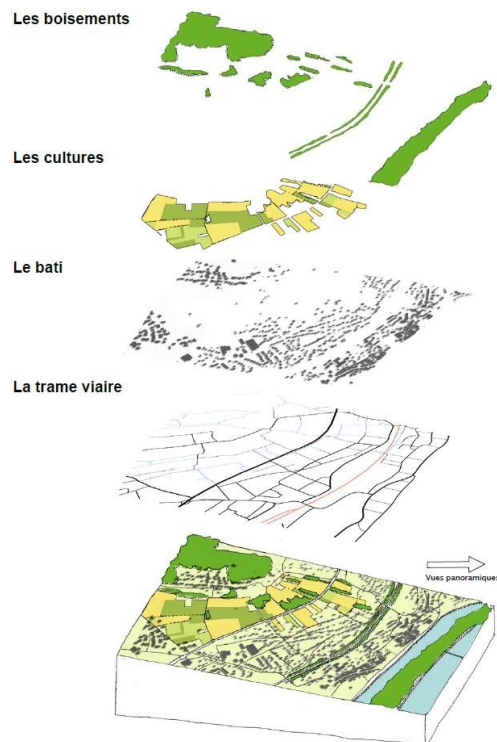 Les boisements
Les cultures
Le bati
La trame viaire
Vues panoramiques